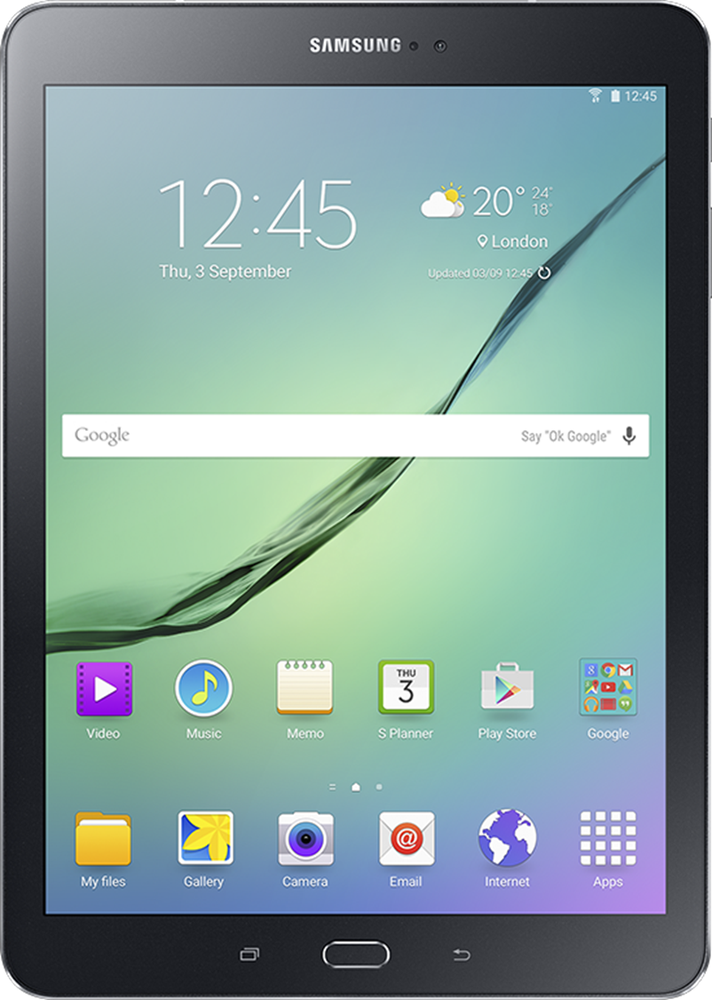 SAMSUNG
12:45
12:45
20° 24°
18°
London
Thu, 3 September
Updated 03/09 12:45
Google
Say "Ok Google"
THU
3
8
@
Video
Music
Memo
S Planner
Play Store
Google
My files
Gallery
Camera
Email
Internet
Apps